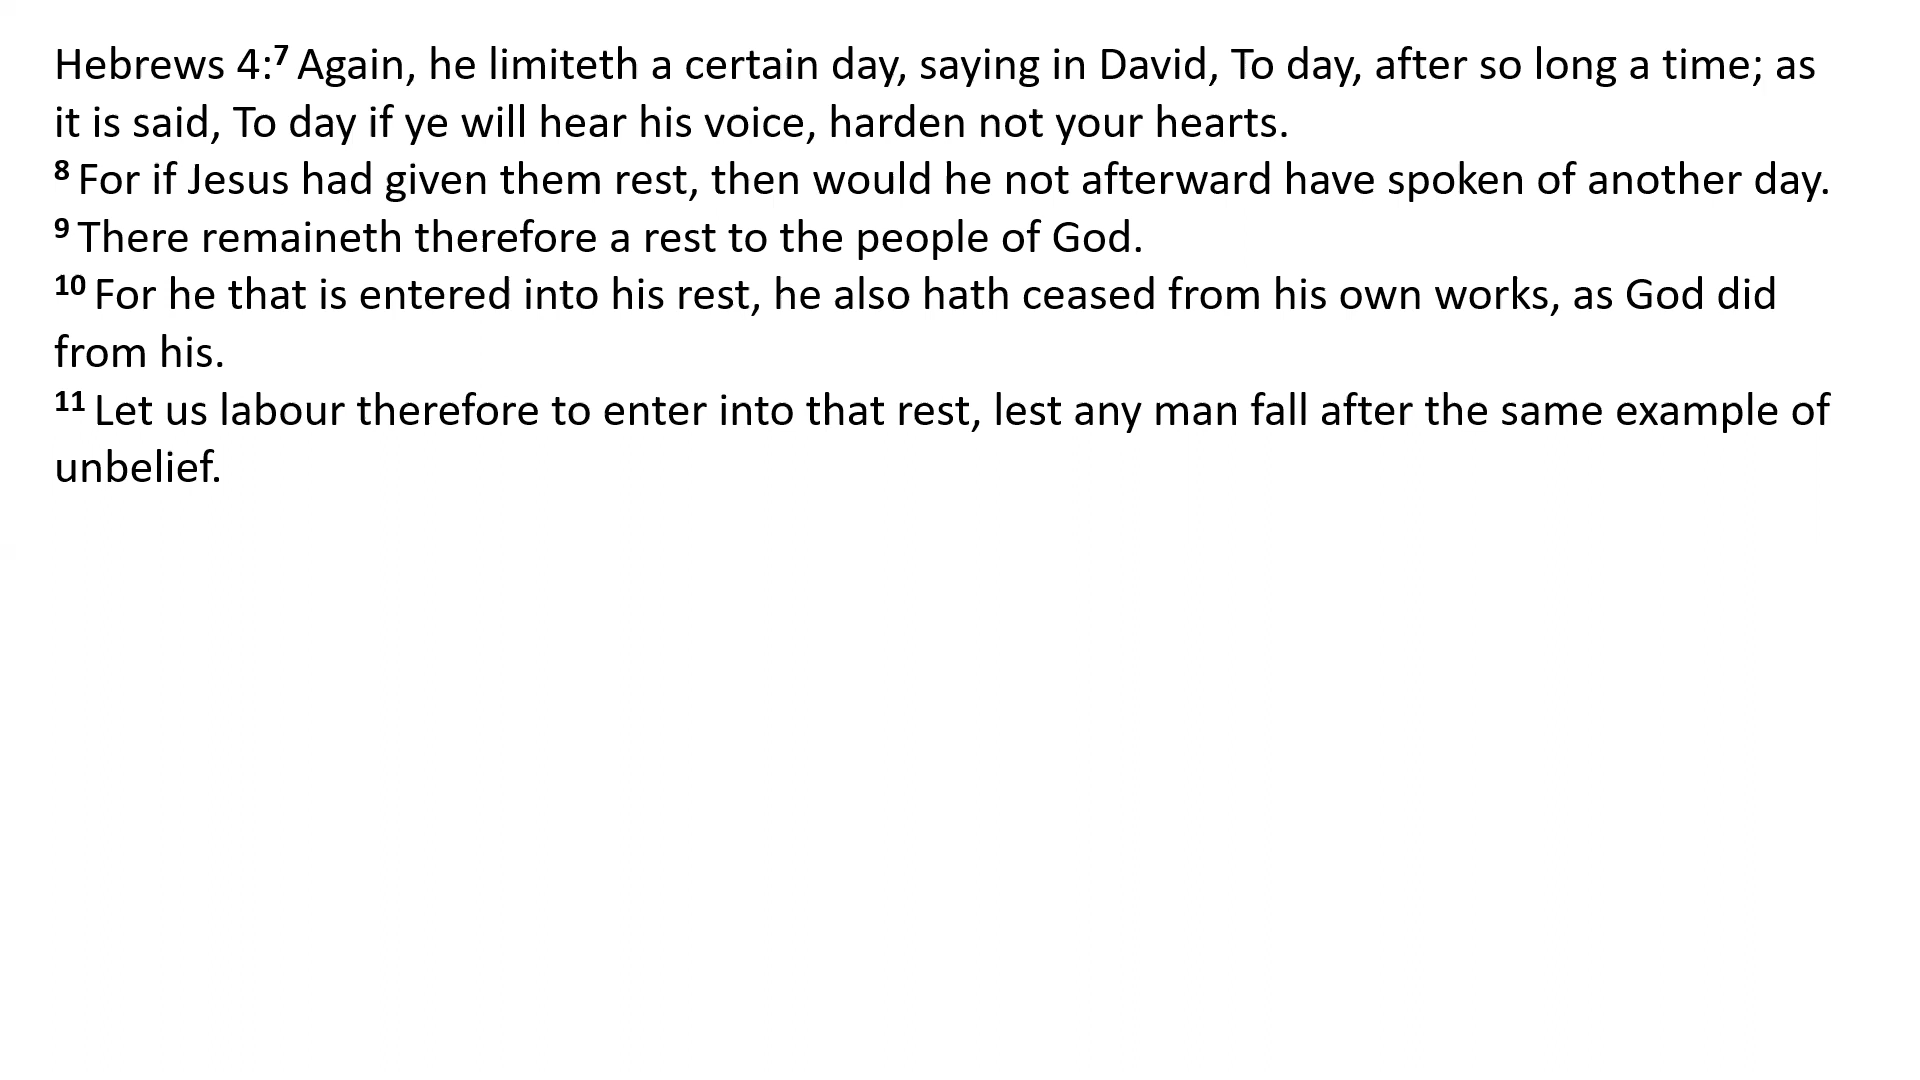 Hebrews 4:7 Again, he limiteth a certain day, saying in David, To day, after so long a time; as
it is said, To day if ye will hear his voice, harden not your hearts.
8 For if Jesus had given them rest, then would he not afterward have spoken of another day.
9 There remaineth therefore a rest to the people of God.
10 For he that is entered into his rest, he also hath ceased from his own works, as God did
from his.
11 Let us labour therefore to enter into that rest, lest any man fall after the same example of
unbelief.